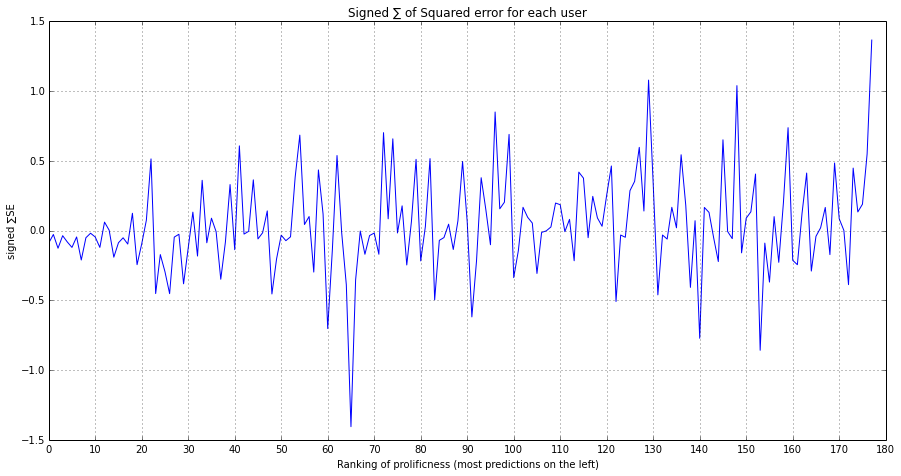 Signed ∑ of Squared error for each user
signed ∑SE
1.5
1.0
0.5
0.0
−0.5
−1.0
−1.5
0 10 20 30 40 50 60 70 80 90 100 110 120 130 140 150 160 170 180
Ranking of prolificness (most predictions on the left)